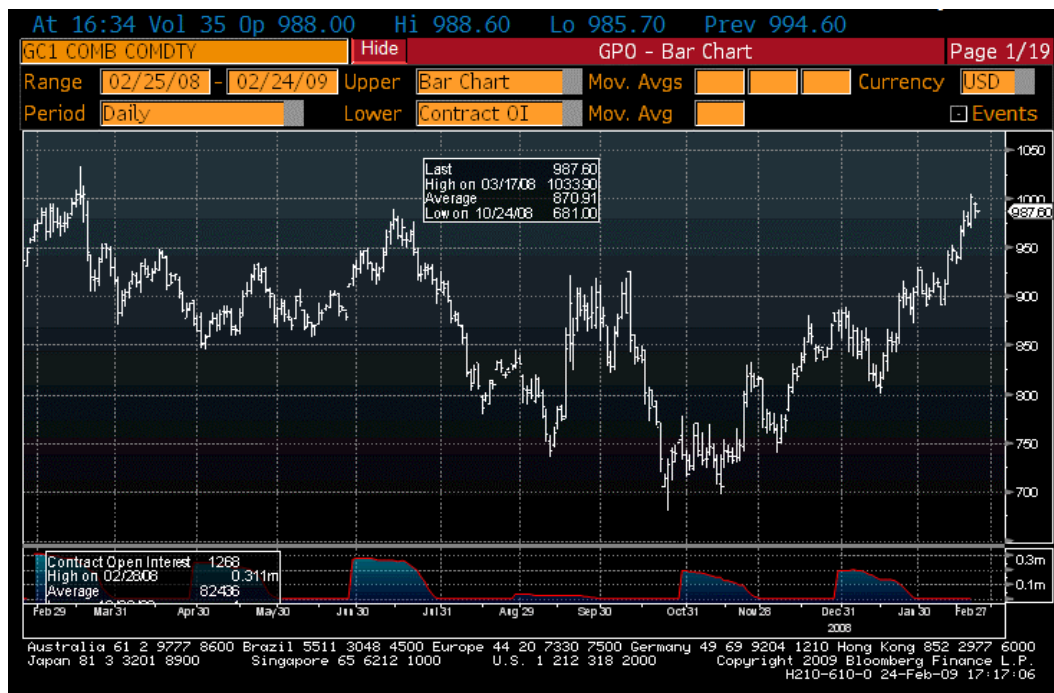 At 16:34 Vol 35 Op 988.00 Hi 988.60 Lo 985.70 Prev 994.60
GC1 COMB COMDTY Hide GPO - Bar Chart Page 1/19
Range 02/25/08 - 02/24/09 Upper Bar Chart Mov. Avgs Currency USD
Period Daily Lower Contract OI Mov. Avg Events
1050
Last 987.60
High on 03/17/08 1033.90
Average 870.91
Low on 10/24/08 681.00
1000
987.60
950
900
850
800
750
700
Contract Open Interest 1268
High on 02/28/08 0.311m
Average 82436
0.3m
0.1m
Feb 29 Mar 31 Apr 30 May 30 Jun 30 Jul 31 Aug 29 Sep 30 Oct 31 Nov 28 Dec 31 Jan 30 Feb 27
2008
Australia 61 2 9777 8600 Brazil 5511 3048 4500 Europe 44 20 7330 7500 Germany 49 69 9204 1210 Hong Kong 852 2977 6000
Japan 81 3 3201 8900 Singapore 65 6212 1000 U.S. 1 212 318 2000 Copyright 2009 Bloomberg Finance L.P.
H210-610-0 24-Feb-09 17:17:06